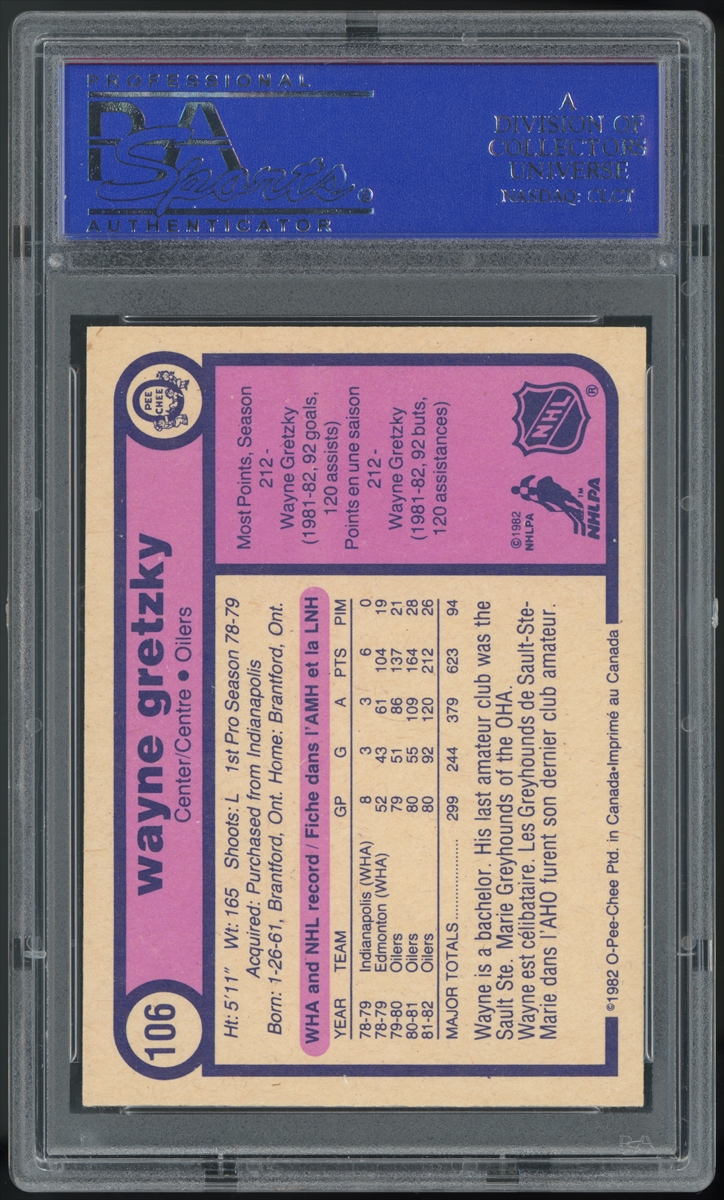 PROFESSIONAL
PSA
Sports®
AUTHENTICATOR
A
DIVISION OF
COLLECTORS
UNIVERSE
NASDAQ: CLCT
106
wayne gretzky
Center/Centre • Oilers
O
PEE
CHEE
Ht: 5'11" Wt: 165 Shoots: L 1st Pro Season 78-79
Acquired: Purchased from Indianapolis
Born: 1-26-61, Brantford, Ont. Home: Brantford, Ont.
WHA and NHL record / Fiche dans l'AMH et la LNH
YEAR TEAM GP G A PTS PIM
78-79 Indianapolis (WHA) 8 3 3 6 0
78-79 Edmonton (WHA) 52 43 61 104 19
79-80 Oilers 79 51 86 137 21
80-81 Oilers 80 55 109 164 28
81-82 Oilers 80 92 120 212 26
MAJOR TOTALS .................. 299 244 379 623 94
Wayne is a bachelor. His last amateur club was the
Sault Ste. Marie Greyhounds of the OHA.
Wayne est célibataire. Les Greyhounds de Sault-Ste-
Marie dans l'AHO furent son dernier club amateur.
©1982 O-Pee-Chee Ptd. in Canada•Imprimé au Canada
Most Points, Season
212 -
Wayne Gretzky
(1981-82, 92 goals,
120 assists)
Points en une saison
212 -
Wayne Gretzky
(1981-82, 92 buts,
120 assistances)
©1982
NHLPA
NHLPA™
NHL®
PSA